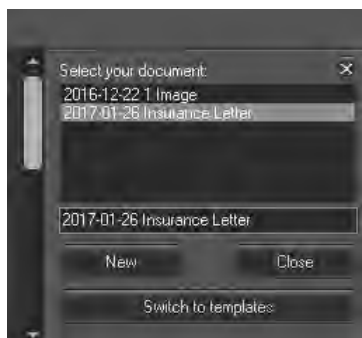 Select your document:
2016-12-22 1 Image
2017-01-26 Insurance Letter
2017-01-26 Insurance Letter
New
Close
Switch to templates